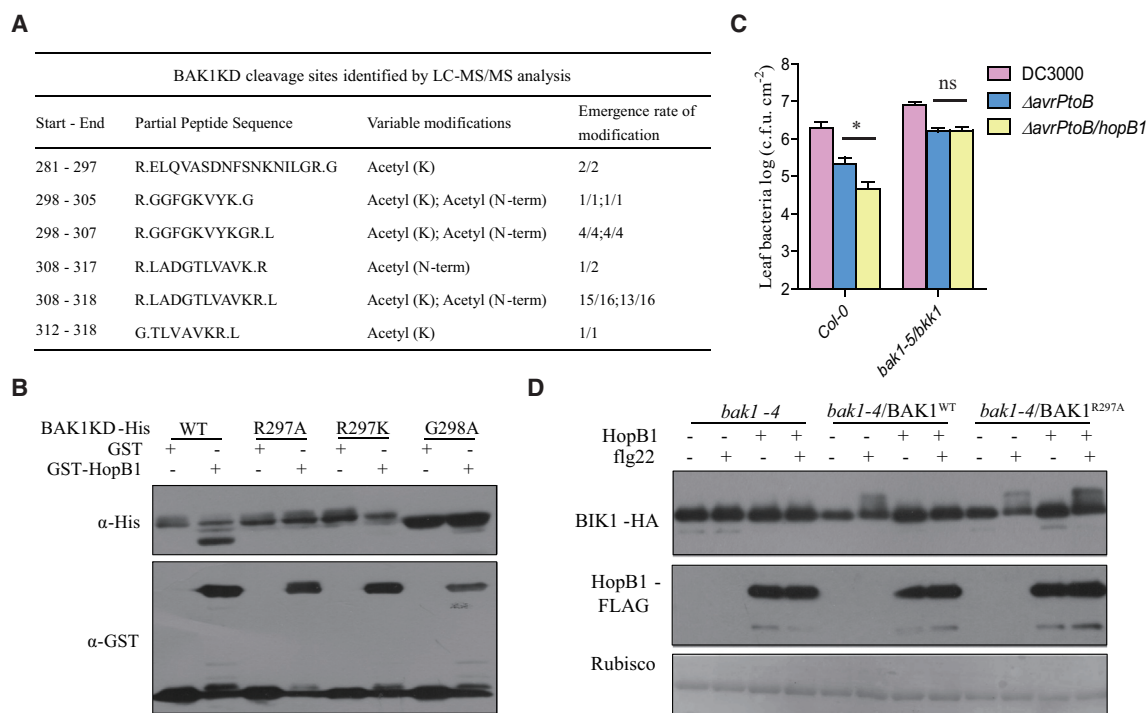 A
BAK1KD cleavage sites identified by LC-MS/MS analysis
Start - End Partial Peptide Sequence Variable modifications Emergence rate of modification
281 - 297 R.ELQVASDNFSNKNILGR.G Acetyl (K) 2/2
298 - 305 R.GGFGKVYK.G Acetyl (K); Acetyl (N-term) 1/1;1/1
298 - 307 R.GGFGKVYKGR.L Acetyl (K); Acetyl (N-term) 4/4;4/4
308 - 317 R.LADGTLVAVK.R Acetyl (N-term) 1/2
308 - 318 R.LADGTLVAVKR.L Acetyl (K); Acetyl (N-term) 15/16;13/16
312 - 318 G.TLVAVKR.L Acetyl (K) 1/1
C
Leaf bacteria log (c.f.u. cm-2)
8
7
6
5
4
3
2
*
ns
Col-0
bak1-5/bkk1
DC3000
ΔavrPtoB
ΔavrPtoB/hopB1
B
BAK1KD-His WT R297A R297K G298A
GST + - + - + - + -
GST-HopB1 - + - + - + - +
α-His
α-GST
D
bak1 -4 bak1-4/BAK1WT bak1-4/BAK1R297A
HopB1 - - + + - - + + - - + +
flg22 - + - + - + - + - + - +
BIK1 -HA
HopB1 -
FLAG
Rubisco